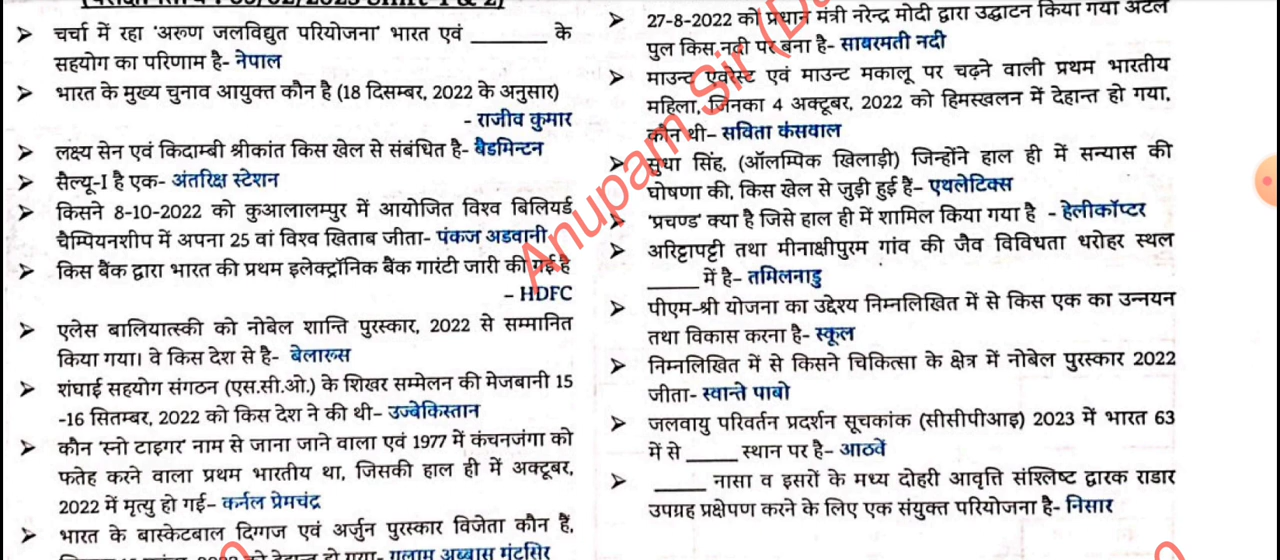 चर्चा में रहा 'अरुण जलविद्युत परियोजना' भारत एवं ________ के
सहयोग का परिणाम है- नेपाल
भारत के मुख्य चुनाव आयुक्त कौन है (18 दिसम्बर, 2022 के अनुसार)
- राजीव कुमार
लक्ष्य सेन एवं किदाम्बी श्रीकांत किस खेल से संबंधित है- बैडमिन्टन
सैल्यू-I है एक- अंतरिक्ष स्टेशन
किसने 8-10-2022 को कुआलालम्पुर में आयोजित विश्व बिलियर्ड
चैम्पियनशीप में अपना 25 वां विश्व खिताब जीता- पंकज अडवानी
किस बैंक द्वारा भारत की प्रथम इलेक्ट्रॉनिक बैंक गारंटी जारी की गई है
- HDFC
एलेस बालियात्स्की को नोबेल शान्ति पुरस्कार, 2022 से सम्मानित
किया गया। वे किस देश से है- बेलारूस
शंघाई सहयोग संगठन (एस.सी.ओ.) के शिखर सम्मेलन की मेजबानी 15
-16 सितम्बर, 2022 को किस देश ने की थी- उज्वेकिस्तान
कौन 'स्नो टाइगर' नाम से जाना जाने वाला एवं 1977 में कंचनजंगा को
फतेह करने वाला प्रथम भारतीय था, जिसकी हाल ही में अक्टूबर,
2022 में मृत्यु हो गई- कर्नल प्रेमचंद्र
भारत के बास्केटबाल दिग्गज एवं अर्जुन पुरस्कार विजेता कौन हैं,
2022 को देहान्त हो गया- गुलाम अब्बास मुंटसिर
27-8-2022 को प्रधान मंत्री नरेन्द्र मोदी द्वारा उद्घाटन किया गया अटल
पुल किस नदी पर बना है- साबरमती नदी
माउन्ट एवरेस्ट एवं माउन्ट मकालू पर चढ़ने वाली प्रथम भारतीय
महिला, जिनका 4 अक्टूबर, 2022 को हिमस्खलन में देहान्त हो गया,
कौन थी- सविता कंसवाल
सुधा सिंह, (ऑलम्पिक खिलाड़ी) जिन्होंने हाल ही में सन्यास की
घोषणा की, किस खेल से जुड़ी हुई हैं- एथलेटिक्स
'प्रचण्ड' क्या है जिसे हाल ही में शामिल किया गया है - हेलीकॉप्टर
अरिट्टापट्टी तथा मीनाक्षीपुरम गांव की जैव विविधता धरोहर स्थल
_____ में है- तमिलनाडु
पीएम-श्री योजना का उद्देश्य निम्नलिखित में से किस एक का उन्नयन
तथा विकास करना है- स्कूल
निम्नलिखित में से किसने चिकित्सा के क्षेत्र में नोबेल पुरस्कार 2022
जीता- स्वान्ते पाबो
जलवायु परिवर्तन प्रदर्शन सूचकांक (सीसीपीआइ) 2023 में भारत 63
में से _____ स्थान पर है- आठवें
_____ नासा व इसरों के मध्य दोहरी आवृत्ति संश्लिष्ट द्वारक राडार
उपग्रह प्रक्षेपण करने के लिए एक संयुक्त परियोजना है- निसार
Anupam Sir